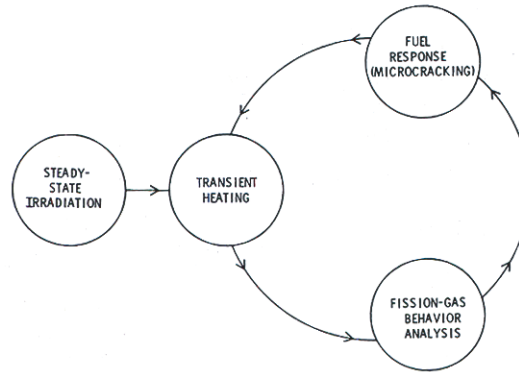 FUEL
RESPONSE
(MICROCRACKING)
STEADY-
STATE
IRRADIATION
TRANSIENT
HEATING
FISSION-GAS
BEHAVIOR
ANALYSIS